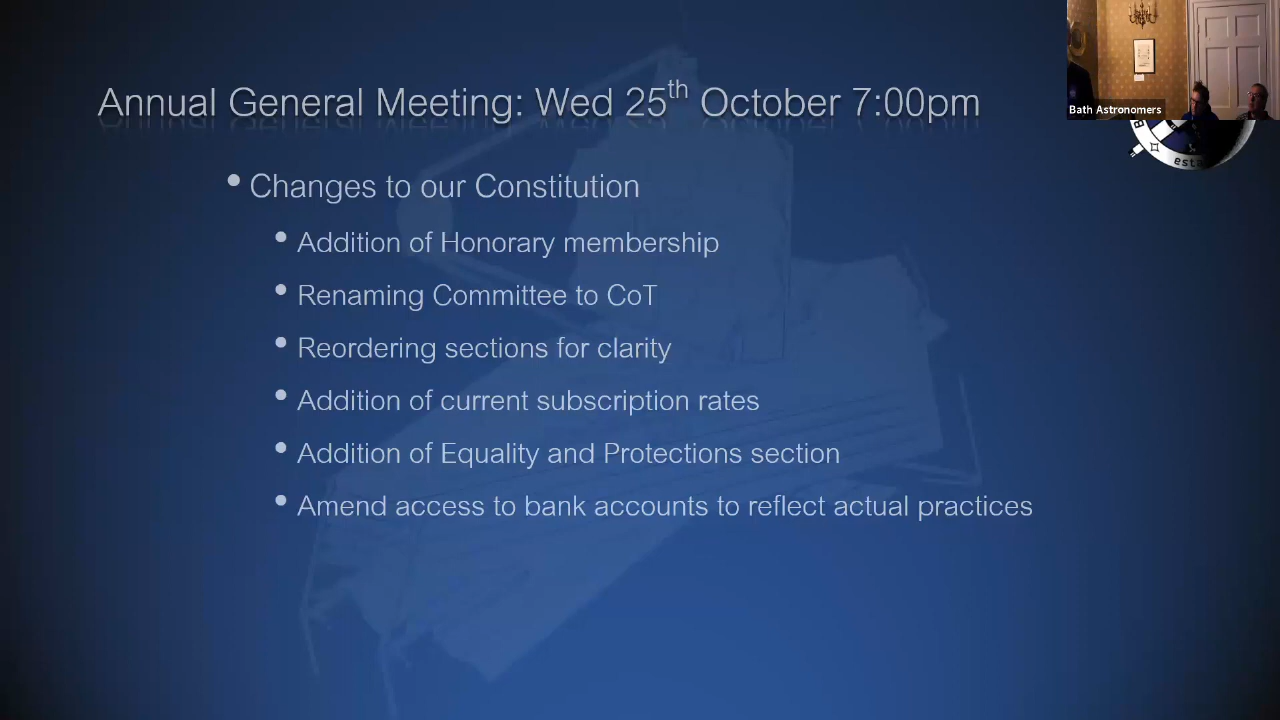 Annual General Meeting: Wed 25th October 7:00pm
Bath Astronomers
• Changes to our Constitution
• Addition of Honorary membership
• Renaming Committee to CoT
• Reordering sections for clarity
• Addition of current subscription rates
• Addition of Equality and Protections section
• Amend access to bank accounts to reflect actual practices